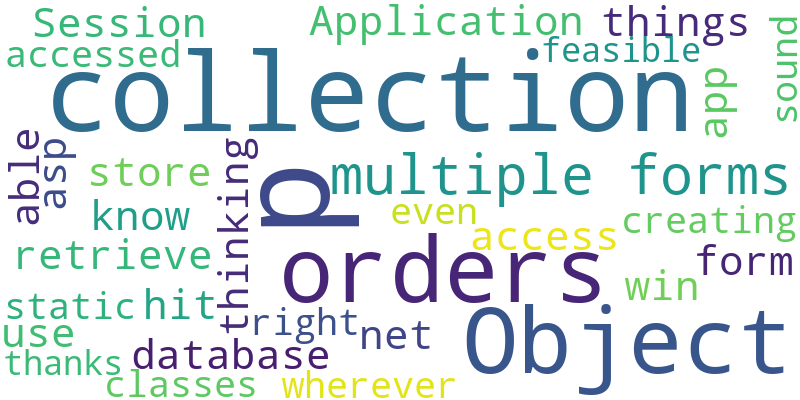 Session
Application
things
sound
accessed
feasible
collection
app
able
asp
store
thinking
p
multiple forms
know
even
creating
retrieve
orders
access
form
static
hit
right
net
win
Object
use
thanks
database
classes
wherever